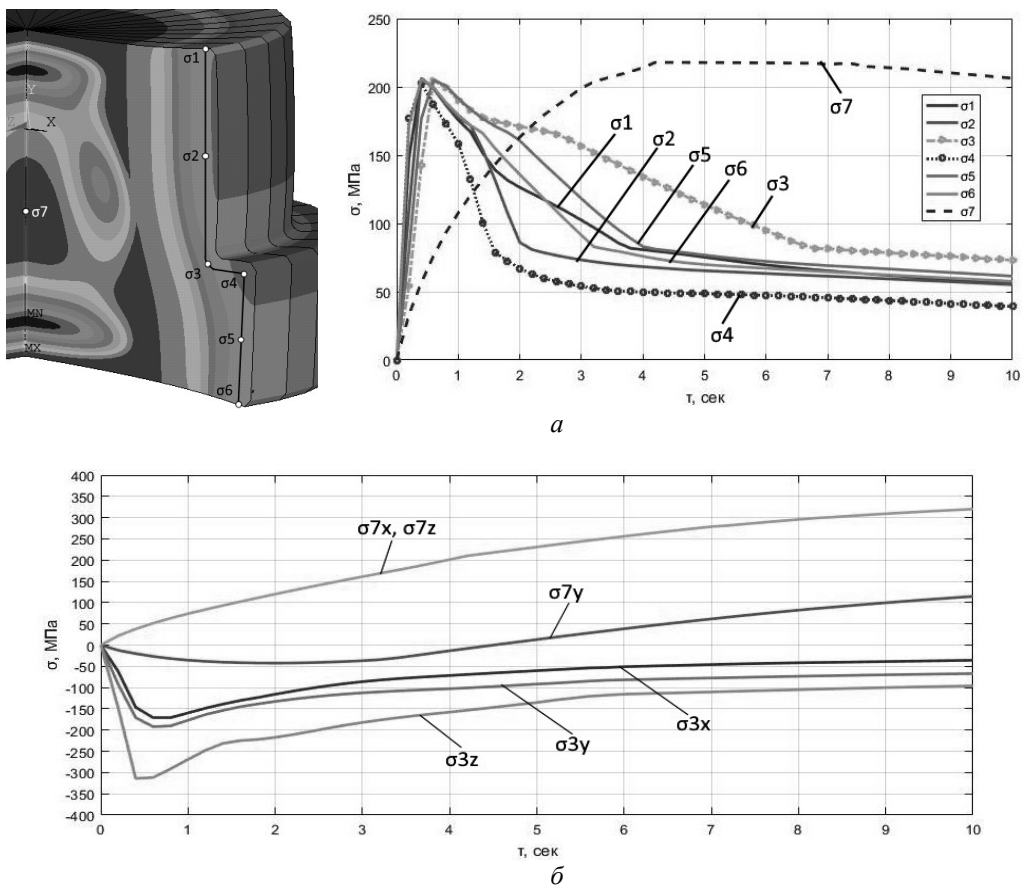 σ1
Y
Z
X
σ2
σ7
σ3
σ4
MN
σ5
MX
σ6
250
200
150
100
50
0
σ, МПа
σ7
σ1
σ2
σ5
σ6
σ3
σ4
σ1
σ2
σ3
σ4
σ5
σ6
σ7
0 1 2 3 4 5 6 7 8 9 10
τ, сек
а
400
350
300
250
200
150
100
50
0
-50
-100
-150
-200
-250
-300
-350
-400
σ, МПа
σ7x, σ7z
σ7y
σ3x
σ3y
σ3z
0 1 2 3 4 5 6 7 8 9 10
τ, сек
б